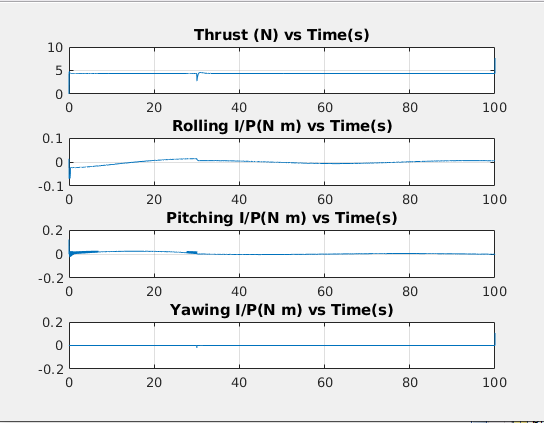 Thrust (N) vs Time(s)
10
5
0
0 20 40 60 80 100
Rolling I/P(N m) vs Time(s)
0.1
0
-0.1
0 20 40 60 80 100
Pitching I/P(N m) vs Time(s)
0.2
0
-0.2
0 20 40 60 80 100
Yawing I/P(N m) vs Time(s)
0.2
0
-0.2
0 20 40 60 80 100